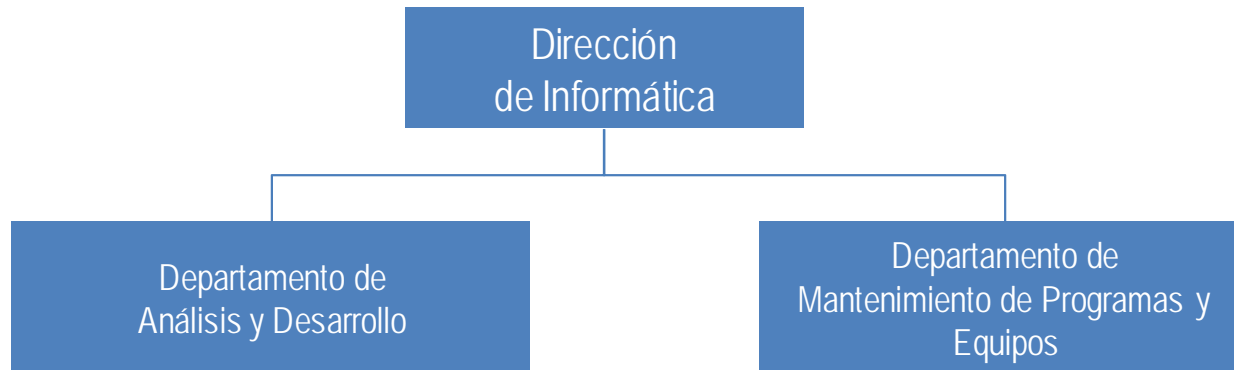 Dirección
de Informática
Departamento de
Análisis y Desarrollo
Departamento de
Mantenimiento de Programas y
Equipos